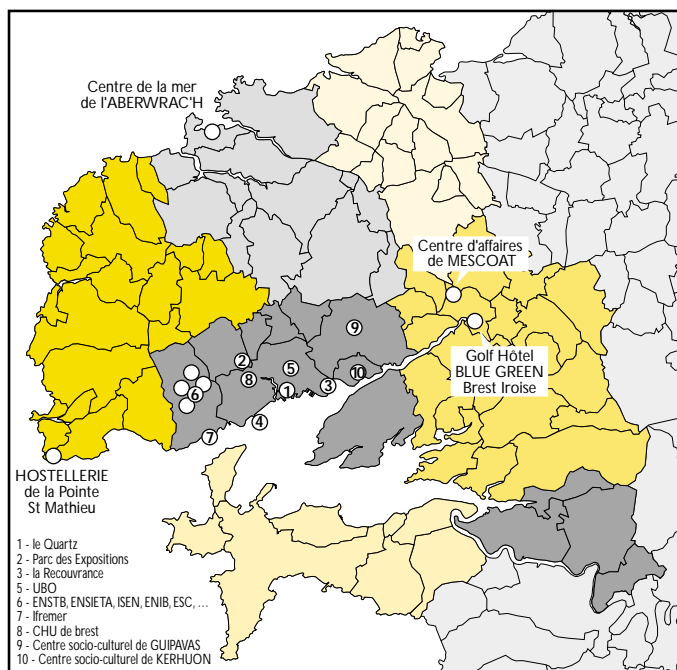 Centre de la mer
de l'ABERWRAC'H
Centre d'affaires
de MESCOAT
9
2
5
10
8
3
6
1
4
7
Golf Hôtel
BLUE GREEN
Brest Iroise
HOSTELLERIE
de la Pointe
St Mathieu
1 - le Quartz
2 - Parc des Expositions
3 - la Recouvrance
5 - UBO
6 - ENSTB, ENSIETA, ISEN, ENIB, ESC, ...
7 - Ifremer
8 - CHU de brest
9 - Centre socio-culturel de GUIPAVAS
10 - Centre socio-culturel de KERHUON